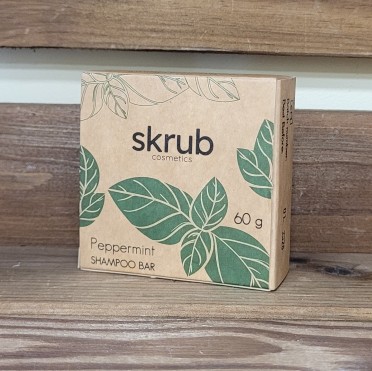 skrub
cosmetics
60 g
Peppermint
SHAMPOO BAR